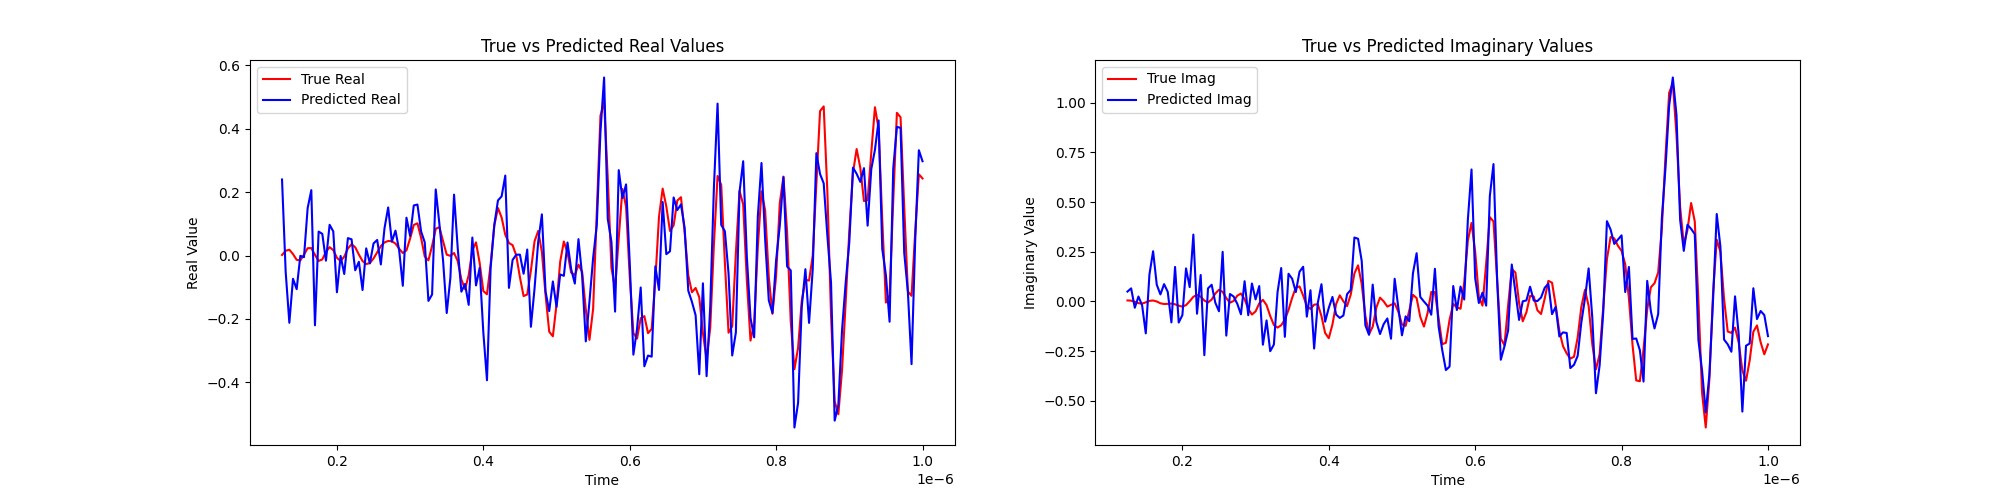 True vs Predicted Real Values
True Real
Predicted Real
Real Value
0.6
0.4
0.2
0.0
−0.2
−0.4
0.2
0.4
0.6
0.8
1.0
1e−6
Time
True vs Predicted Imaginary Values
True Imag
Predicted Imag
Imaginary Value
1.00
0.75
0.50
0.25
0.00
−0.25
−0.50
0.2
0.4
0.6
0.8
1.0
1e−6
Time